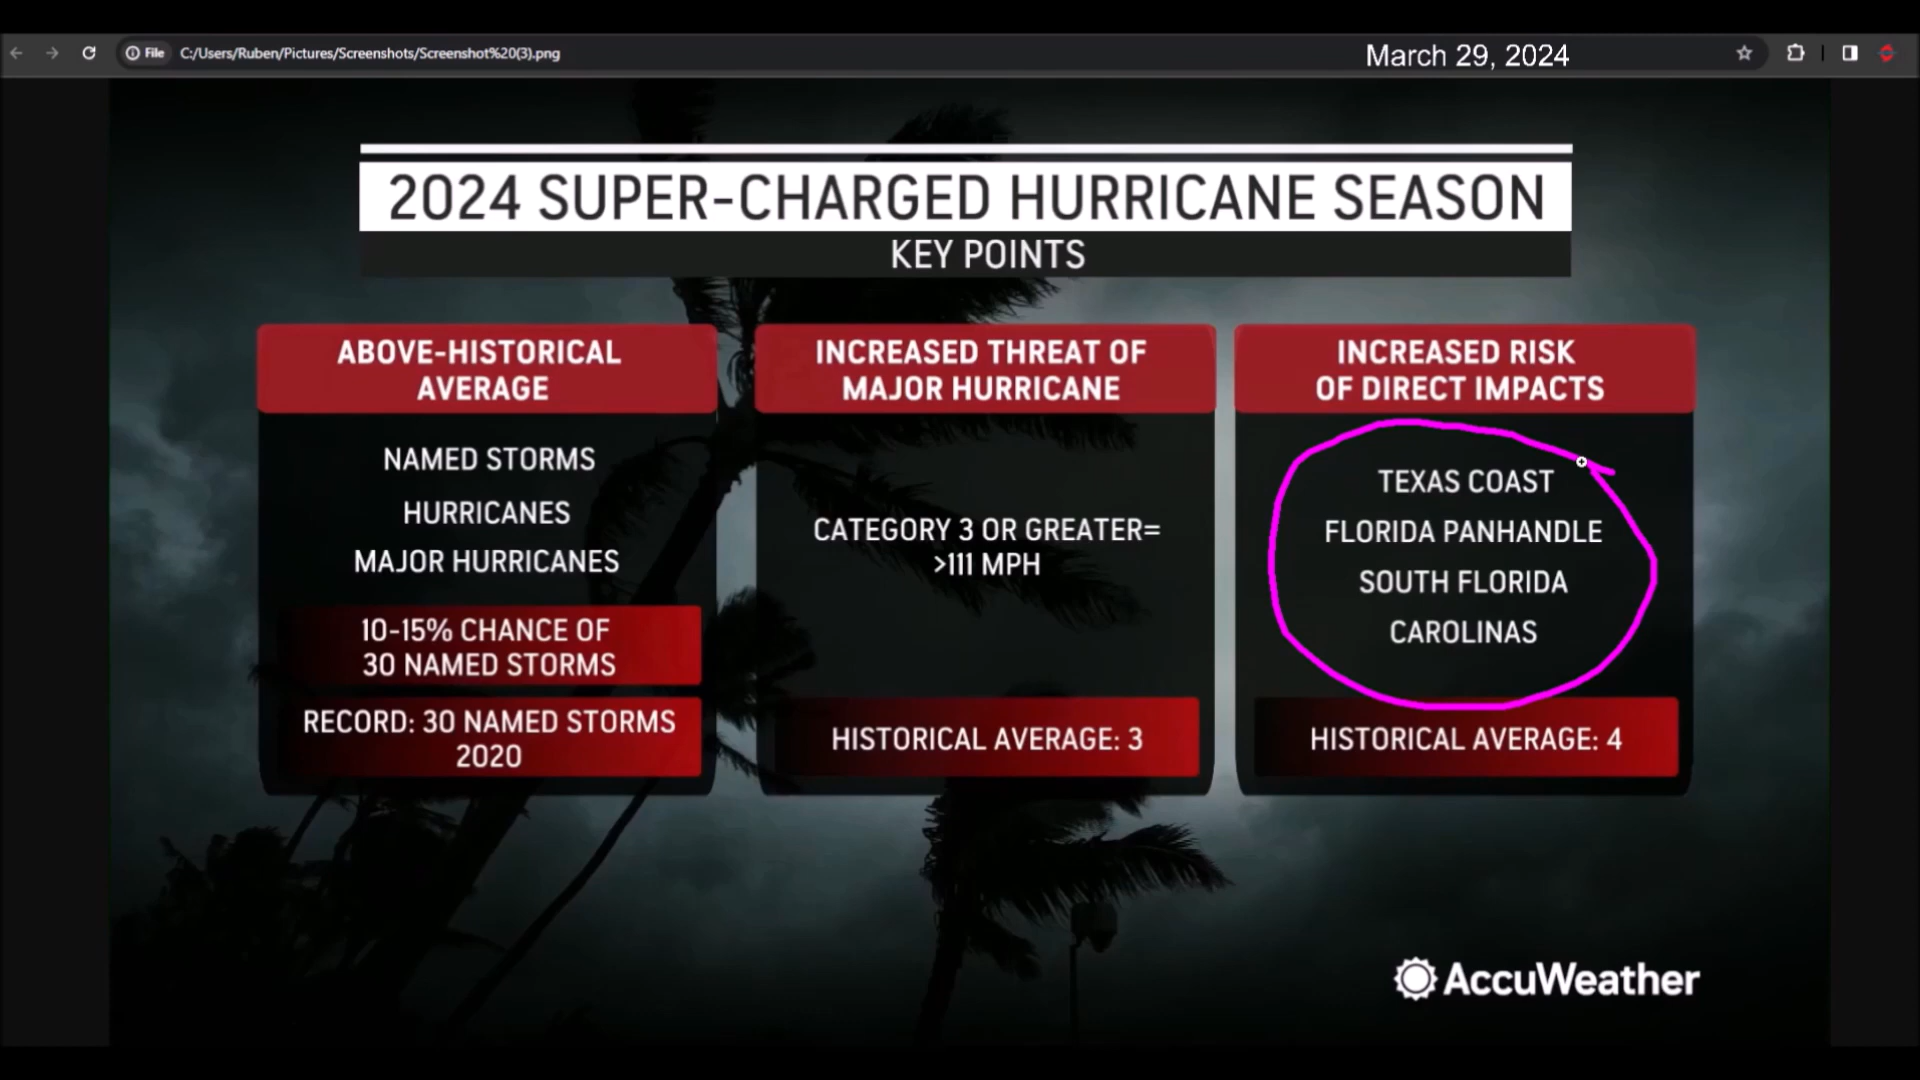 File C:/Users/Ruben/Pictures/Screenshots/Screenshot%20(3).png
March 29, 2024
2024 SUPER-CHARGED HURRICANE SEASON
KEY POINTS
ABOVE-HISTORICAL
AVERAGE
NAMED STORMS
HURRICANES
MAJOR HURRICANES
10-15% CHANCE OF
30 NAMED STORMS
RECORD: 30 NAMED STORMS
2020
INCREASED THREAT OF
MAJOR HURRICANE
CATEGORY 3 OR GREATER=
>111 MPH
HISTORICAL AVERAGE: 3
INCREASED RISK
OF DIRECT IMPACTS
TEXAS COAST
FLORIDA PANHANDLE
SOUTH FLORIDA
CAROLINAS
HISTORICAL AVERAGE: 4
AccuWeather